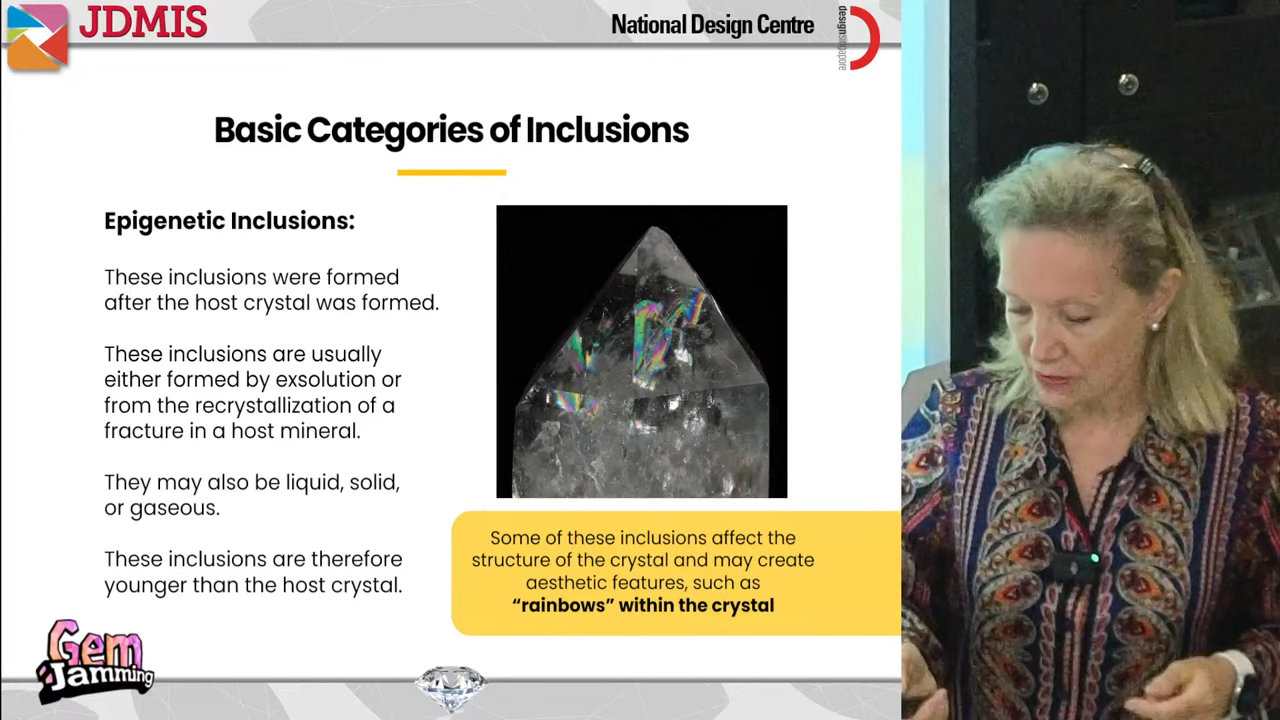 JDMIS
National Design Centre
designsingapore
Basic Categories of Inclusions
Epigenetic Inclusions:
These inclusions were formed
after the host crystal was formed.
These inclusions are usually
either formed by exsolution or
from the recrystallization of a
fracture in a host mineral.
They may also be liquid, solid,
or gaseous.
These inclusions are therefore
younger than the host crystal.
Some of these inclusions affect the
structure of the crystal and may create
aesthetic features, such as
“rainbows” within the crystal
Gem
Jamming